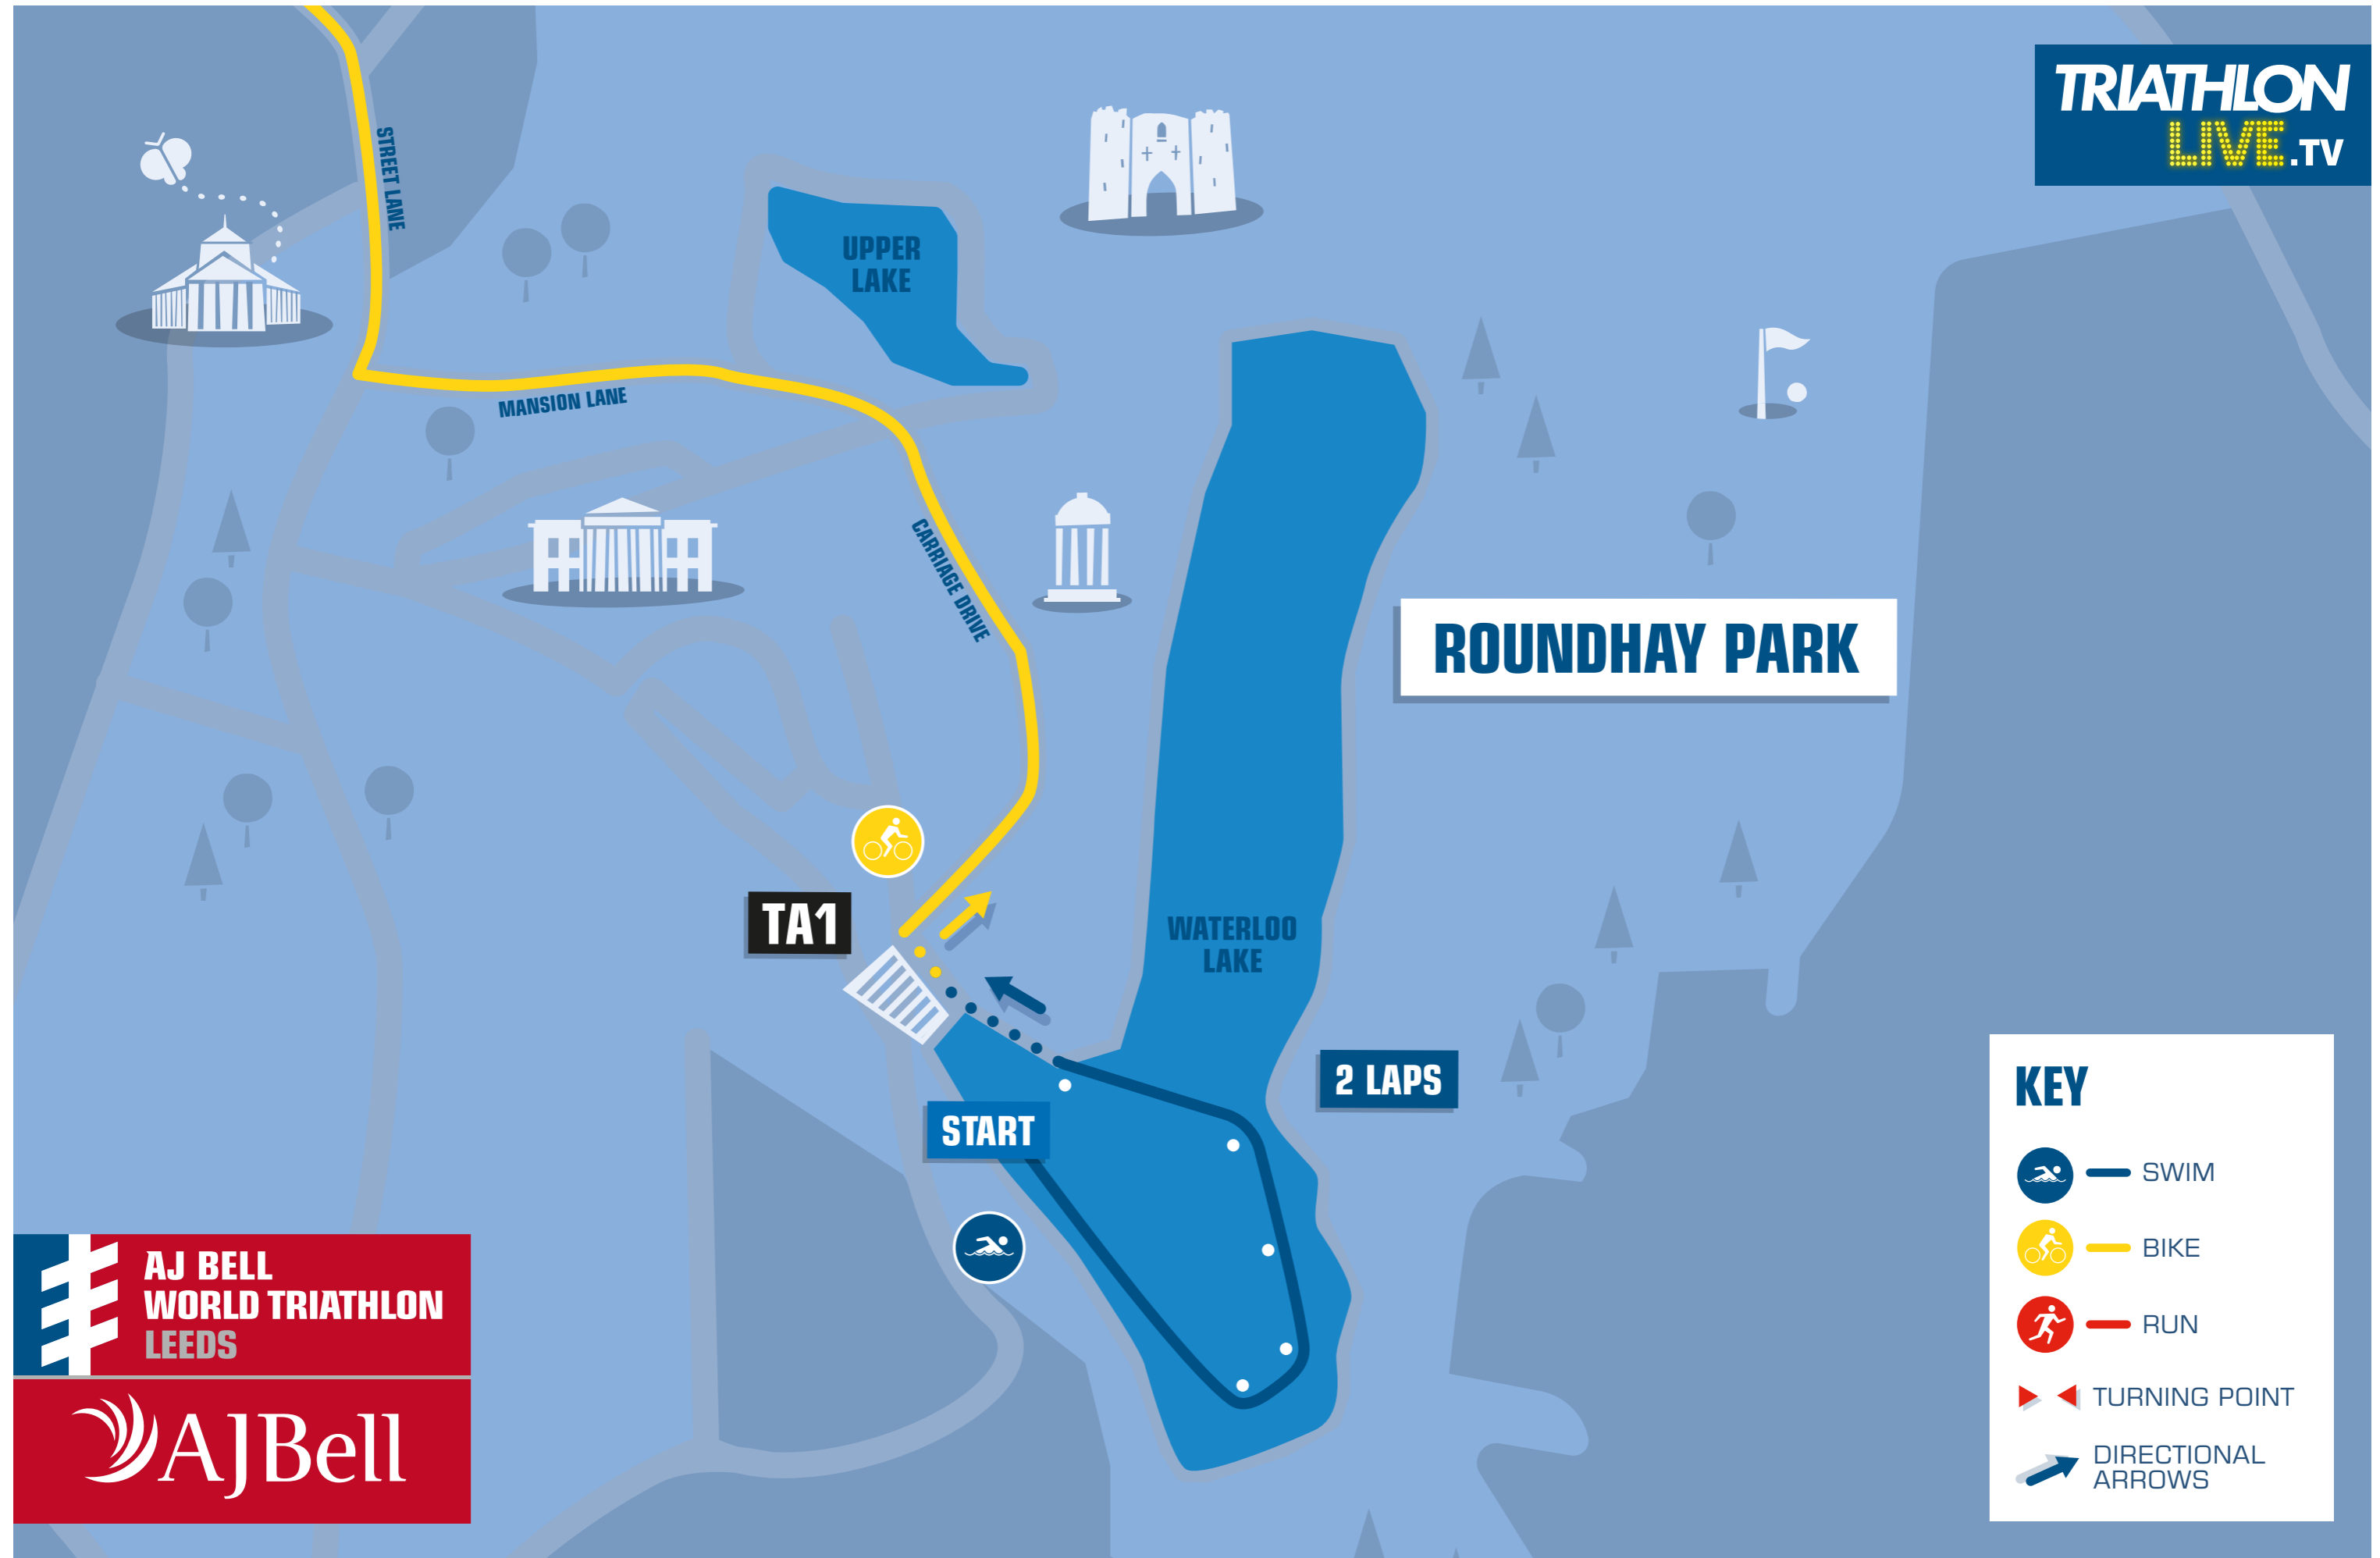 TRIATHLON
LIVE.TV
STREET LANE
UPPER
LAKE
MANSION LANE
CARRIAGE DRIVE
ROUNDHAY PARK
TA1
WATERLOO
LAKE
2 LAPS
START
KEY
SWIM
BIKE
RUN
TURNING POINT
DIRECTIONAL
ARROWS
AJ BELL
WORLD TRIATHLON
LEEDS
AJBell